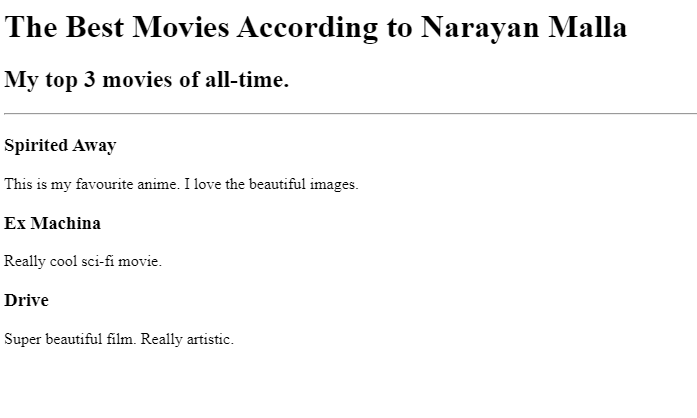 The Best Movies According to Narayan Malla
My top 3 movies of all-time.
Spirited Away
This is my favourite anime. I love the beautiful images.
Ex Machina
Really cool sci-fi movie.
Drive
Super beautiful film. Really artistic.